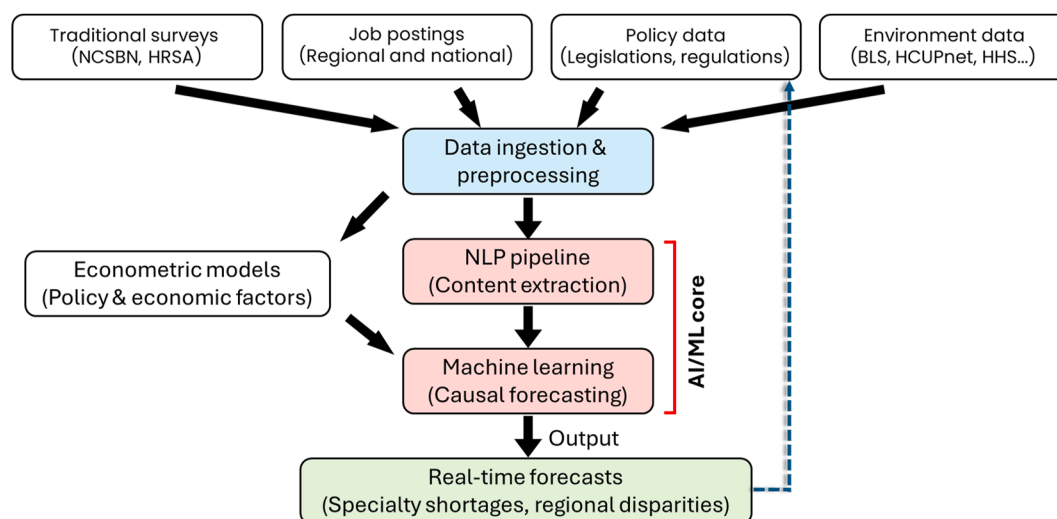 Traditional surveys
(NCSBN, HRSA)
Job postings
(Regional and national)
Policy data
(Legislations, regulations)
Environment data
(BLS, HCUPnet, HHS...)
Data ingestion &
preprocessing
Econometric models
(Policy & economic factors)
NLP pipeline
(Content extraction)
AI/ML core
Machine learning
(Causal forecasting)
Output
Real-time forecasts
(Specialty shortages, regional disparities)